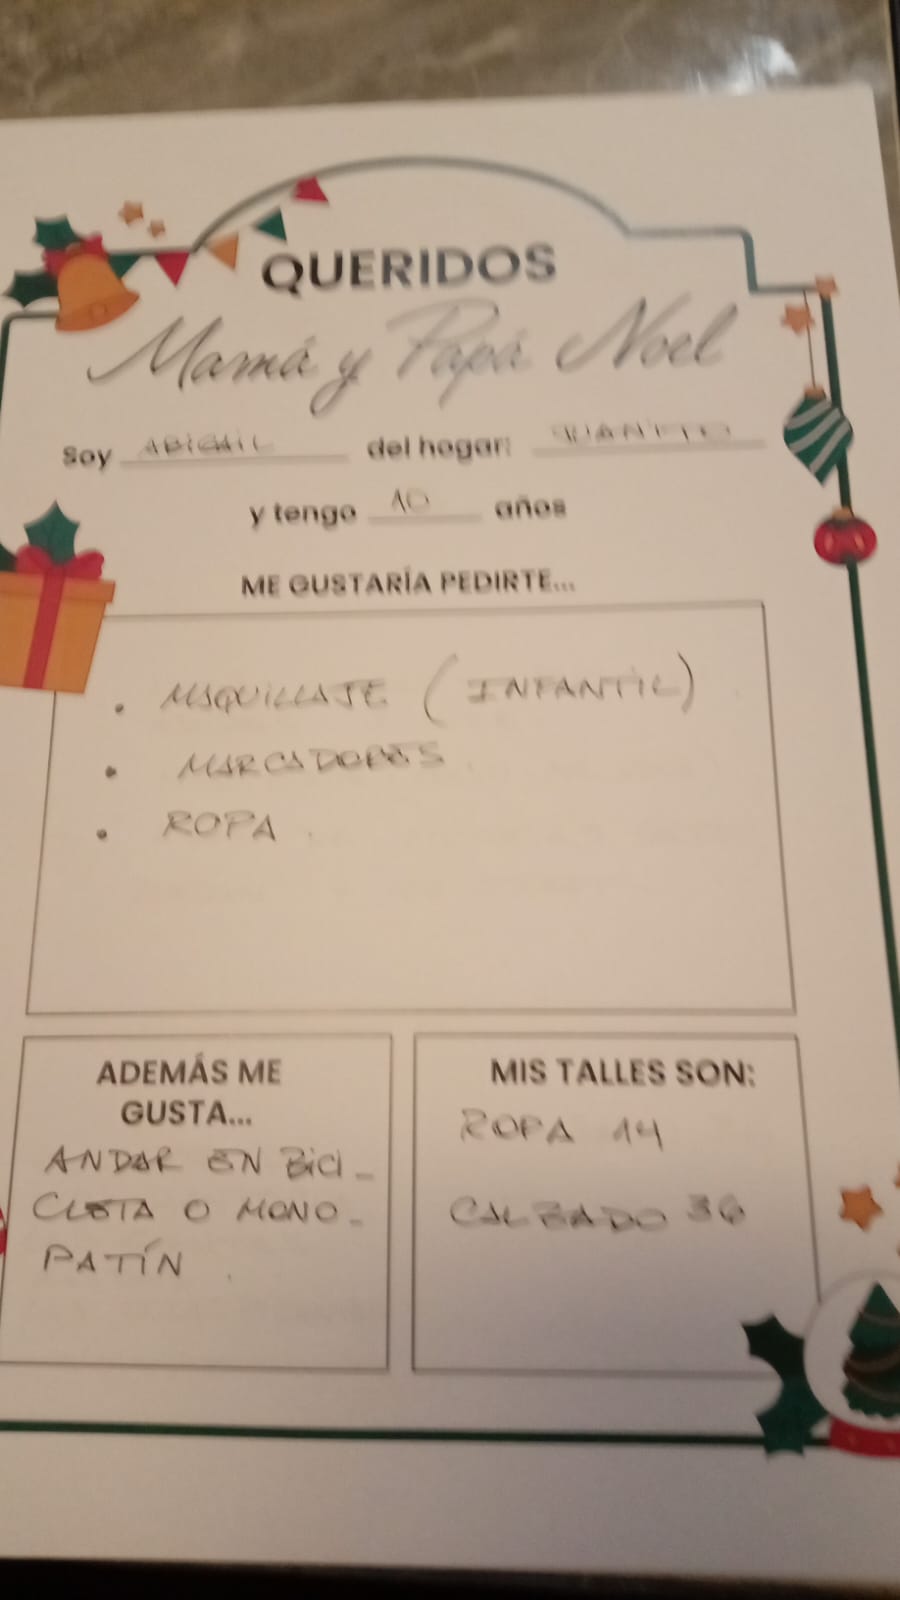 QUERIDOS
Mamá y Papá Noel
Soy ABIGAIL del hogar: JUANITO
y tengo 10 años
ME GUSTARÍA PEDIRTE...
• MAQUILLAJE (INFANTIL)
• MARCADORES
• ROPA.
ADEMÁS ME
GUSTA...
ANDAR EN BICI_
CLETA O MONO_
PATÍN.
MIS TALLES SON:
ROPA 14
CALZADO 36